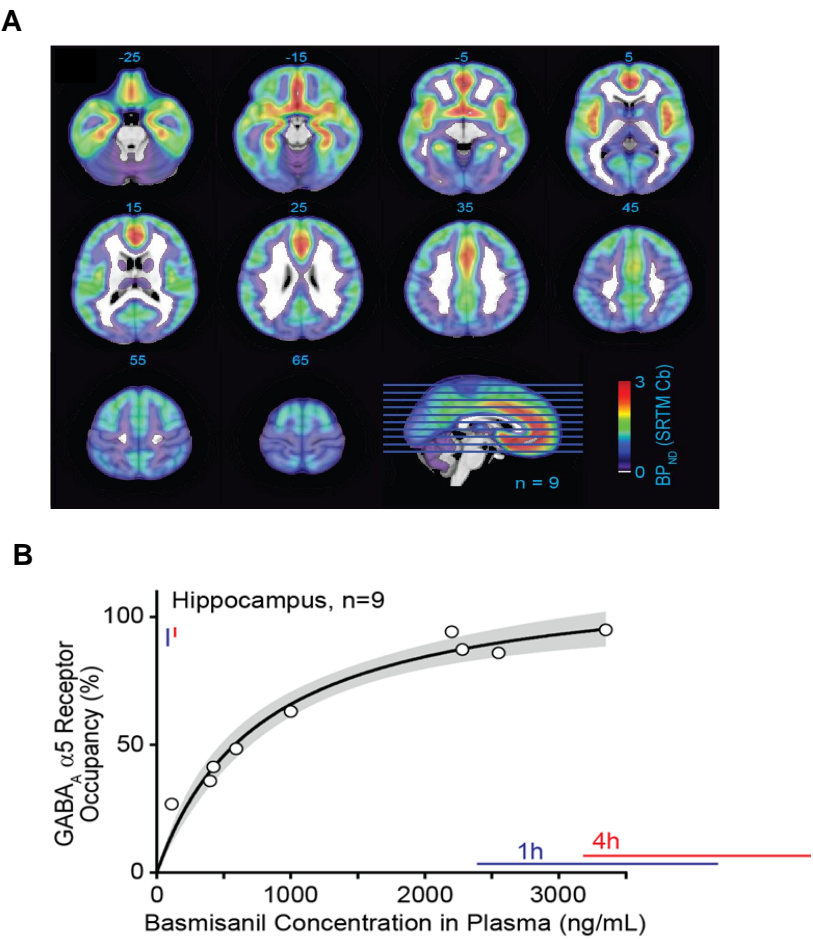 A
-25 -15 -5 5
15 25 35 45
55 65
3
0
BP_ND (SRTM Cb)
n = 9
B
Hippocampus, n=9
100
50
0
GABA_A α5 Receptor
Occupancy (%)
1h
4h
0 1000 2000 3000
Basmisanil Concentration in Plasma (ng/mL)